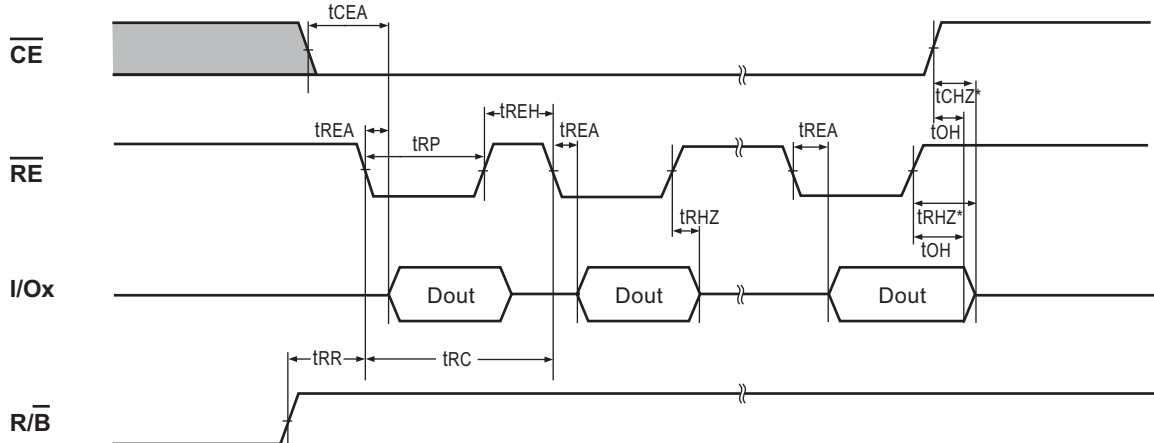 tCEA
CE
tCHZ*
tREH
tREA
tRP
tREA
tREA
tOH
RE
tRHZ
tRHZ*
tOH
I/Ox
Dout
Dout
Dout
tRR
tRC
R/B